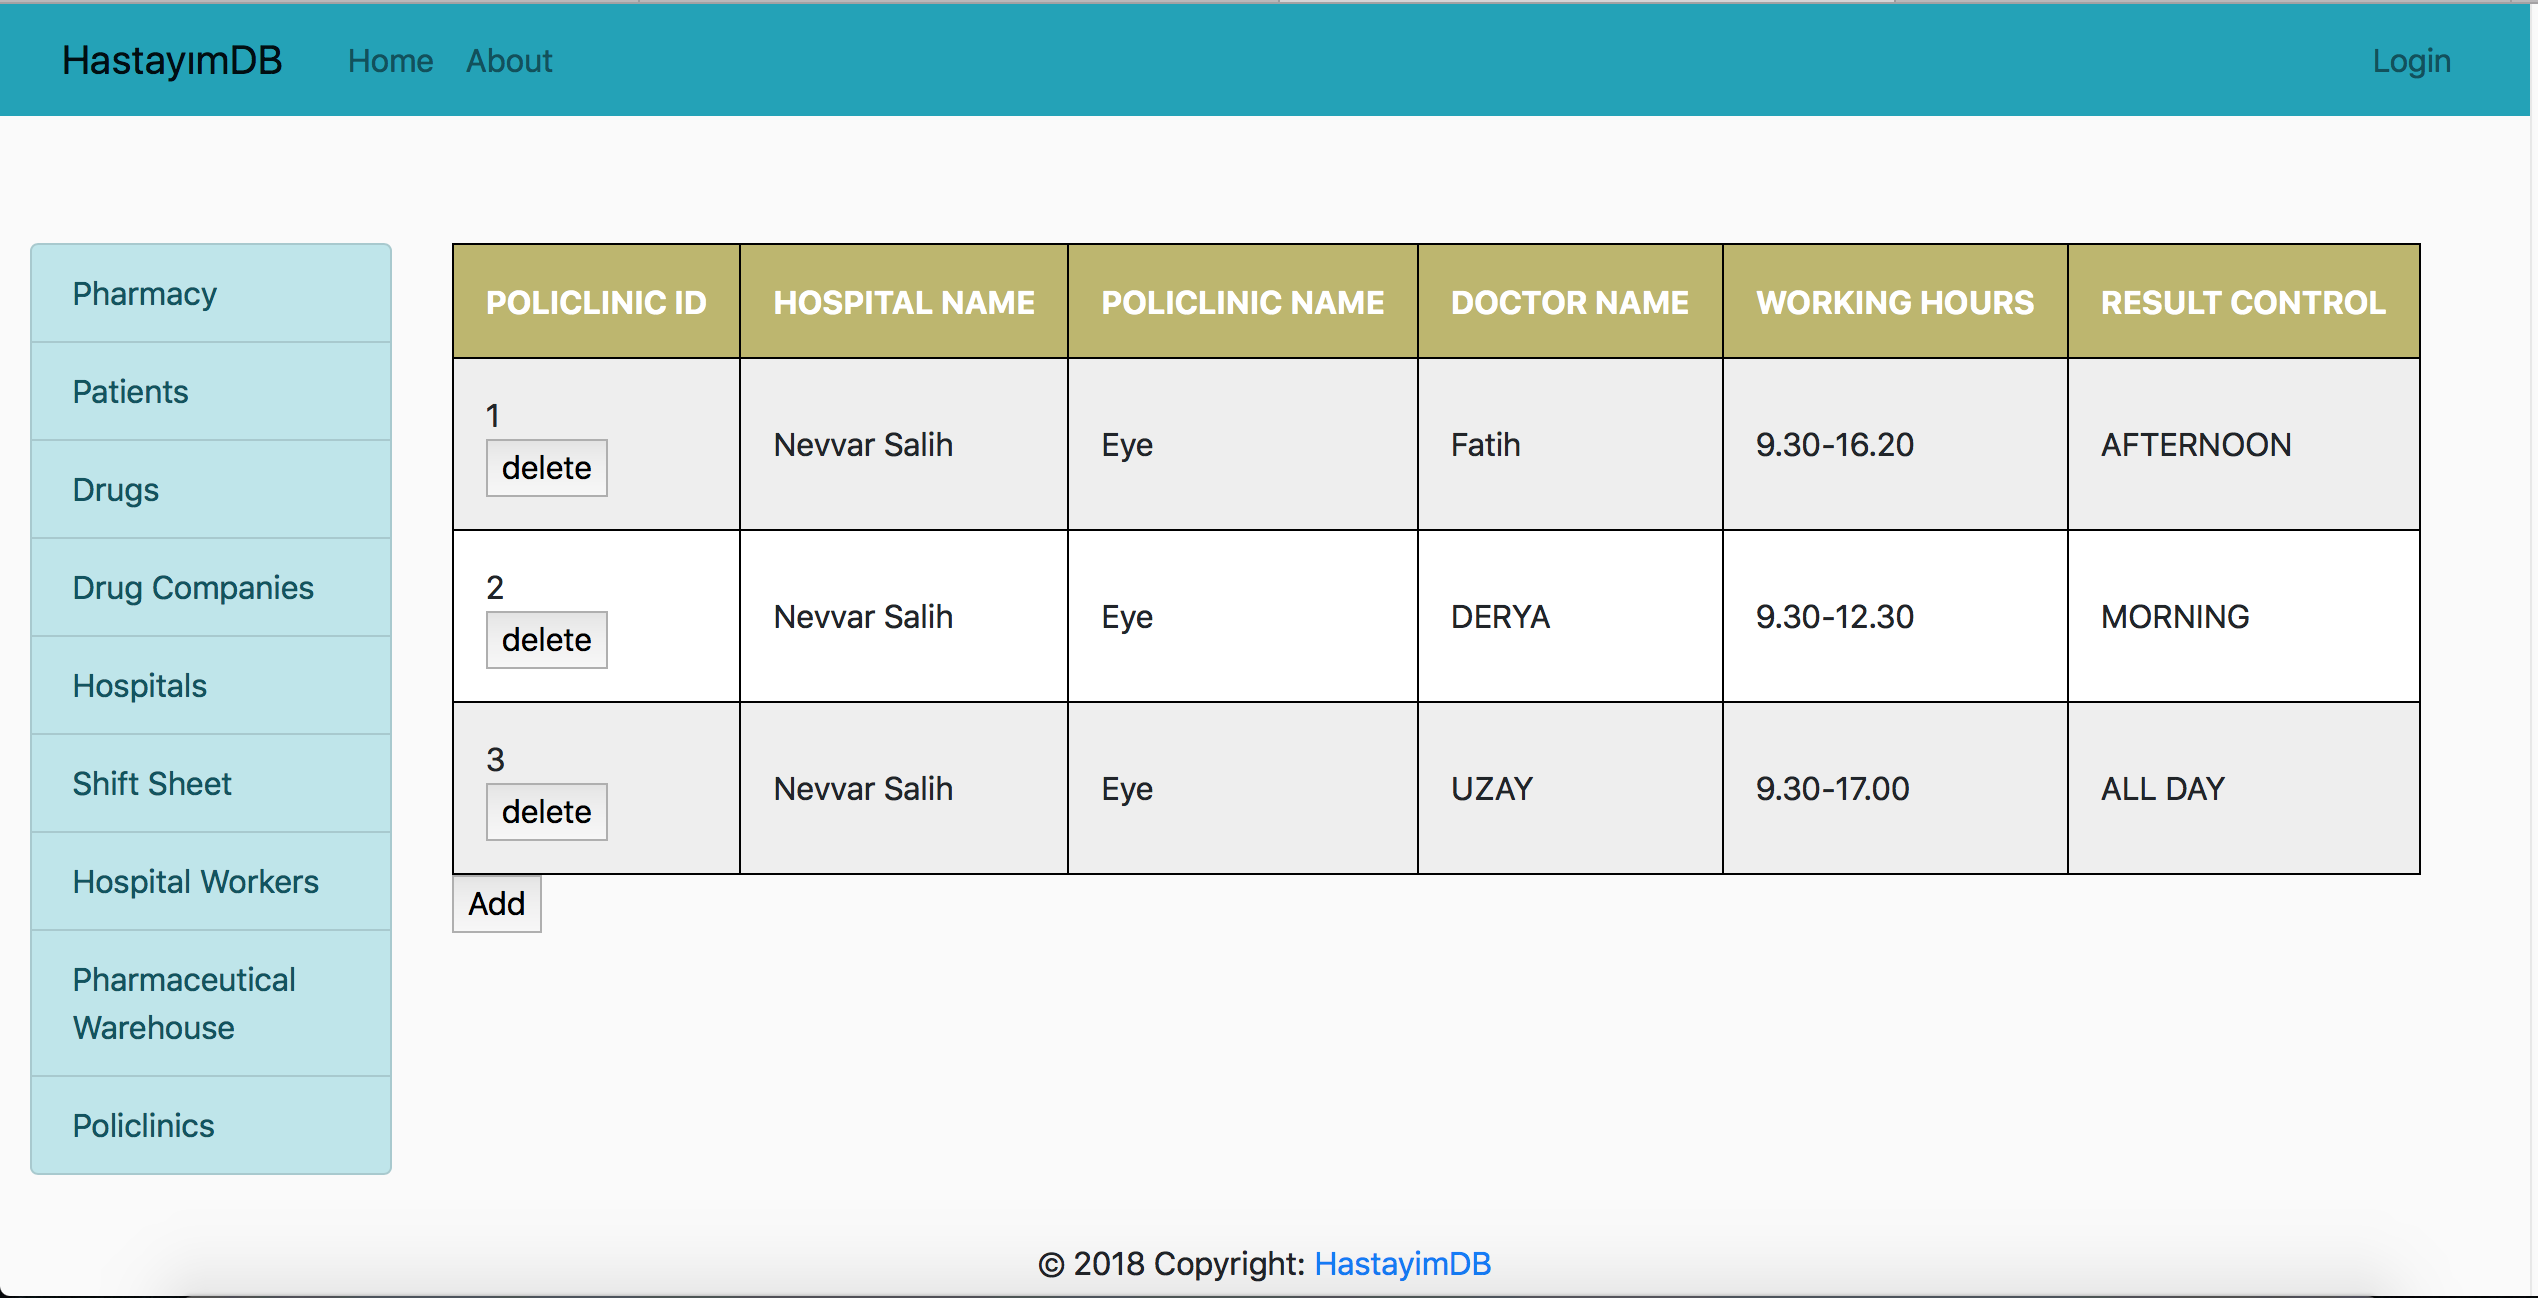 HastayımDB Home About Login
Pharmacy
Patients
Drugs
Drug Companies
Hospitals
Shift Sheet
Hospital Workers
Pharmaceutical
Warehouse
Policlinics
POLICLINIC ID HOSPITAL NAME POLICLINIC NAME DOCTOR NAME WORKING HOURS RESULT CONTROL
1
delete
Nevvar Salih Eye Fatih 9.30-16.20 AFTERNOON
2
delete
Nevvar Salih Eye DERYA 9.30-12.30 MORNING
3
delete
Nevvar Salih Eye UZAY 9.30-17.00 ALL DAY
Add
© 2018 Copyright: HastayimDB